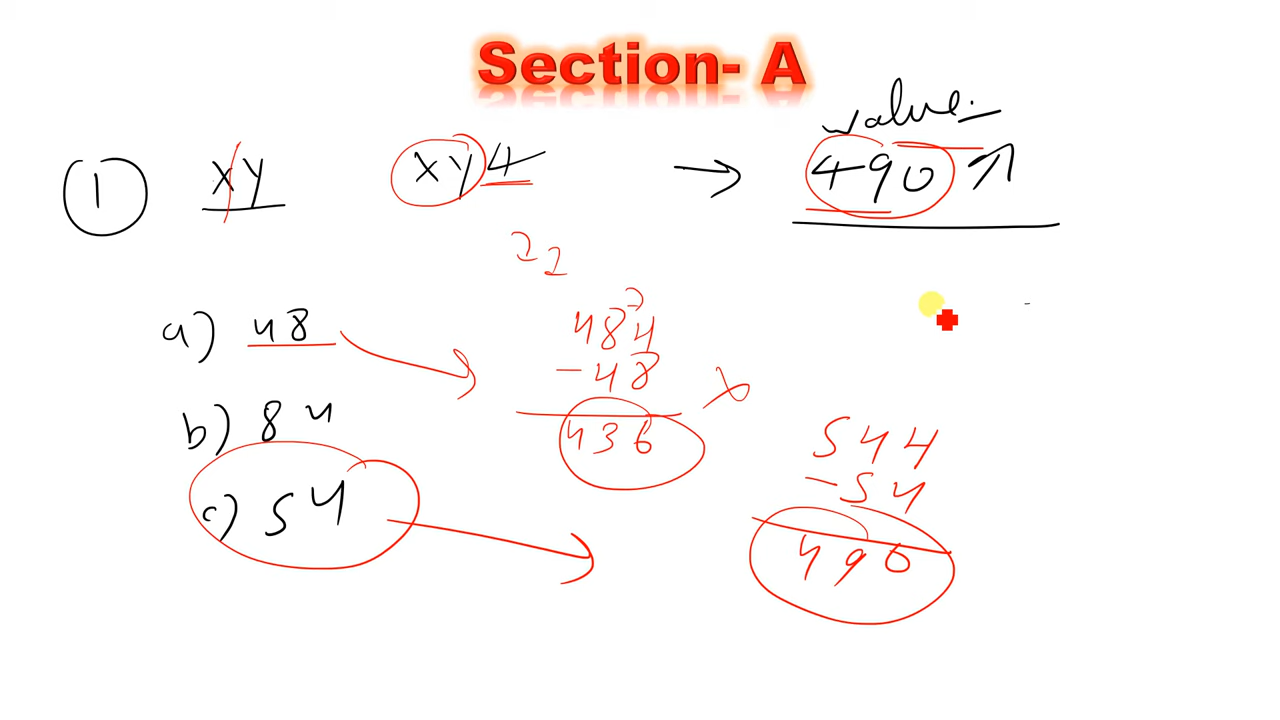 Section- A
value.
1 xy xy4 → 490 ↑
22
a) 48
484
- 48
436
b) 84
c) 54
544
- 54
490